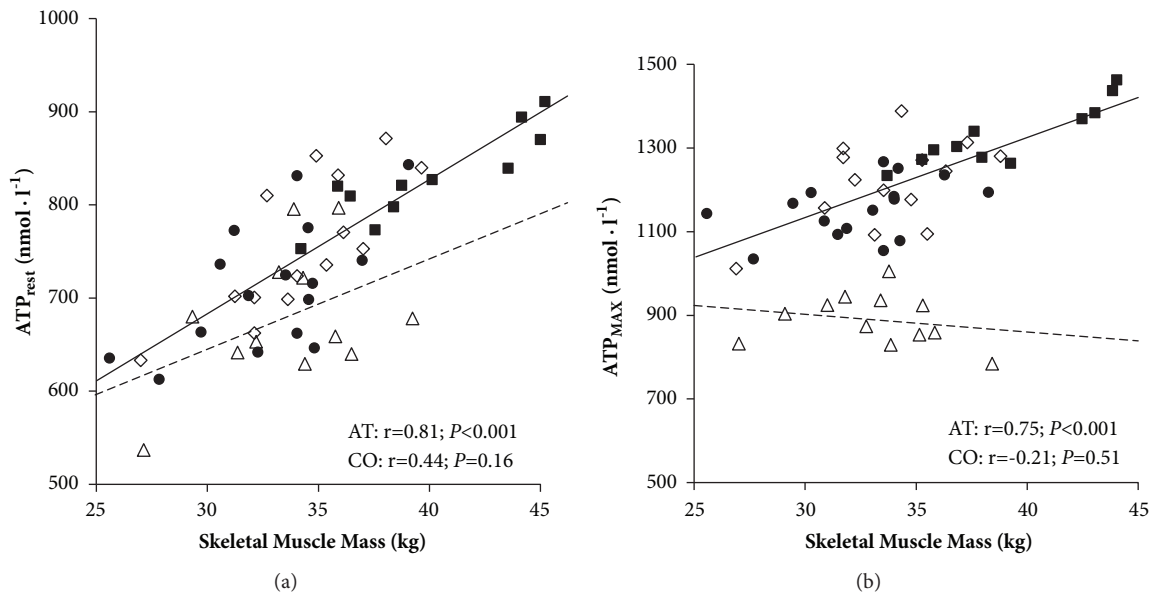 1000
900
800
700
600
500
ATPrest (nmol · l-1)
25
30
35
40
45
Skeletal Muscle Mass (kg)
AT: r=0.81; P<0.001
CO: r=0.44; P=0.16
(a)
1500
1300
1100
900
700
500
ATPMAX (nmol · l-1)
25
30
35
40
45
Skeletal Muscle Mass (kg)
AT: r=0.75; P<0.001
CO: r=-0.21; P=0.51
(b)